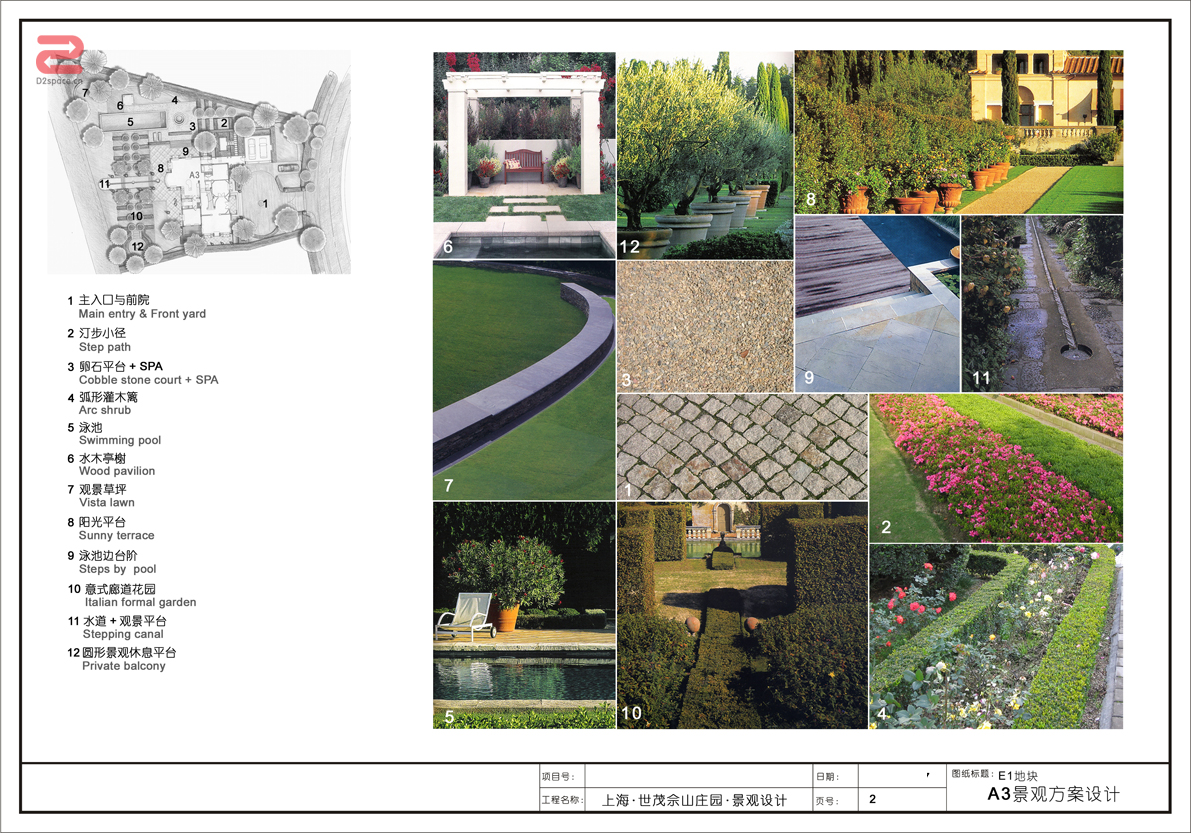 D2space.cn
7
6
4
5
3
2
9
8
A3
11
1
10
12
1 主入口与前院
Main entry & Front yard
2 汀步小径
Step path
3 卵石平台 + SPA
Cobble stone court + SPA
4 弧形灌木篱
Arc shrub
5 泳池
Swimming pool
6 水木亭榭
Wood pavilion
7 观景草坪
Vista lawn
8 阳光平台
Sunny terrace
9 泳池边台阶
Steps by pool
10 意式廊道花园
Italian formal garden
11 水道 + 观景平台
Stepping canal
12 圆形景观休息平台
Private balcony
6
12
8
3
9
11
7
1
2
5
10
4
项目号:
日期:
图纸标题: E1地块
工程名称: 上海·世茂佘山庄园·景观设计
页号: 2
A3景观方案设计